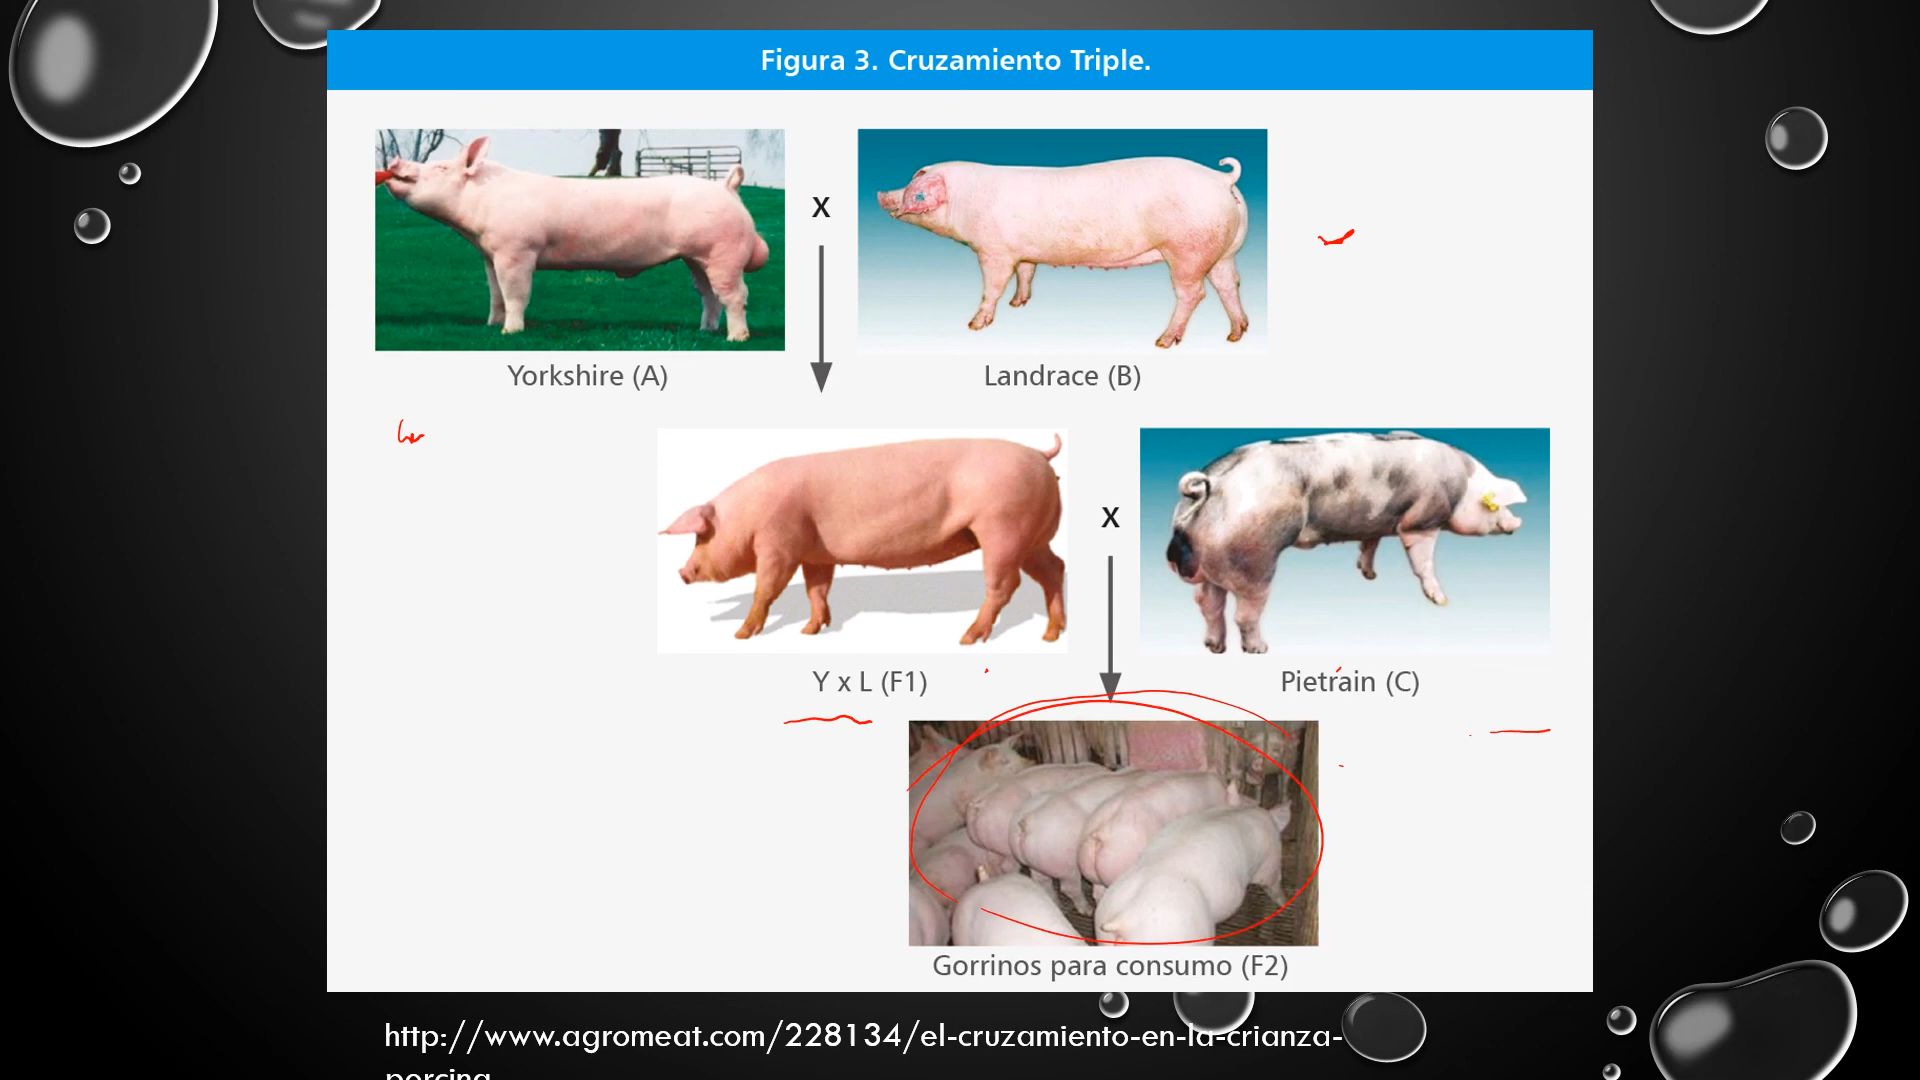 Figura 3. Cruzamiento Triple.
X
Yorkshire (A)
Landrace (B)
X
Y x L (F1)
Pietrain (C)
Gorrinos para consumo (F2)
http://www.agromeat.com/228134/el-cruzamiento-en-la-crianza-
porcina